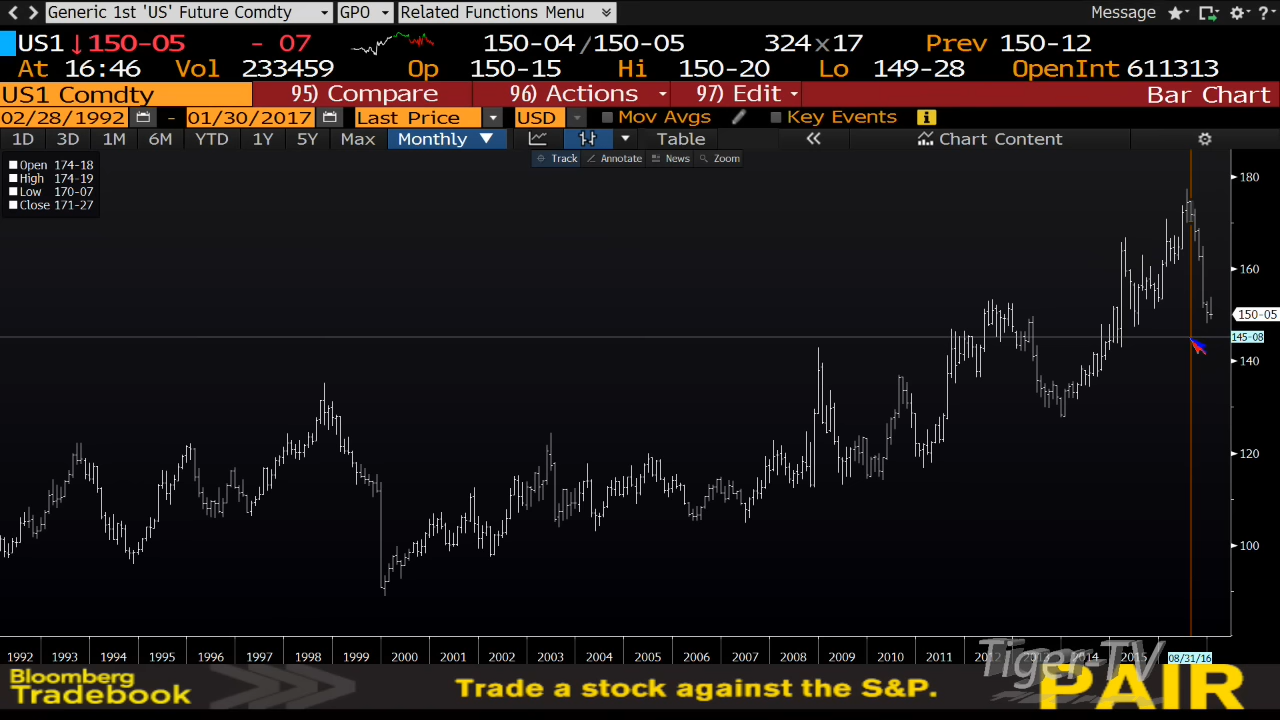 Generic 1st 'US' Future Comdty GPO Related Functions Menu Message ?
US1 ↓150-05 - 07 150-04 /150-05 324x17 Prev 150-12
At 16:46 Vol 233459 Op 150-15 Hi 150-20 Lo 149-28 OpenInt 611313
US1 Comdty 95) Compare 96) Actions 97) Edit Bar Chart
02/28/1992 - 01/30/2017 Last Price USD Mov Avgs Key Events i
1D 3D 1M 6M YTD 1Y 5Y Max Monthly ▼ Table « Chart Content
Track Annotate News Zoom
Open 174-18
High 174-19
Low 170-07
Close 171-27
180
160
150-05
145-08
140
120
100
1992 1993 1994 1995 1996 1997 1998 1999 2000 2001 2002 2003 2004 2005 2006 2007 2008 2009 2010 2011 2012 2013 2014 2015 08/31/16
Tiger-TV
Bloomberg
Tradebook
Trade a stock against the S&P.
PAIR